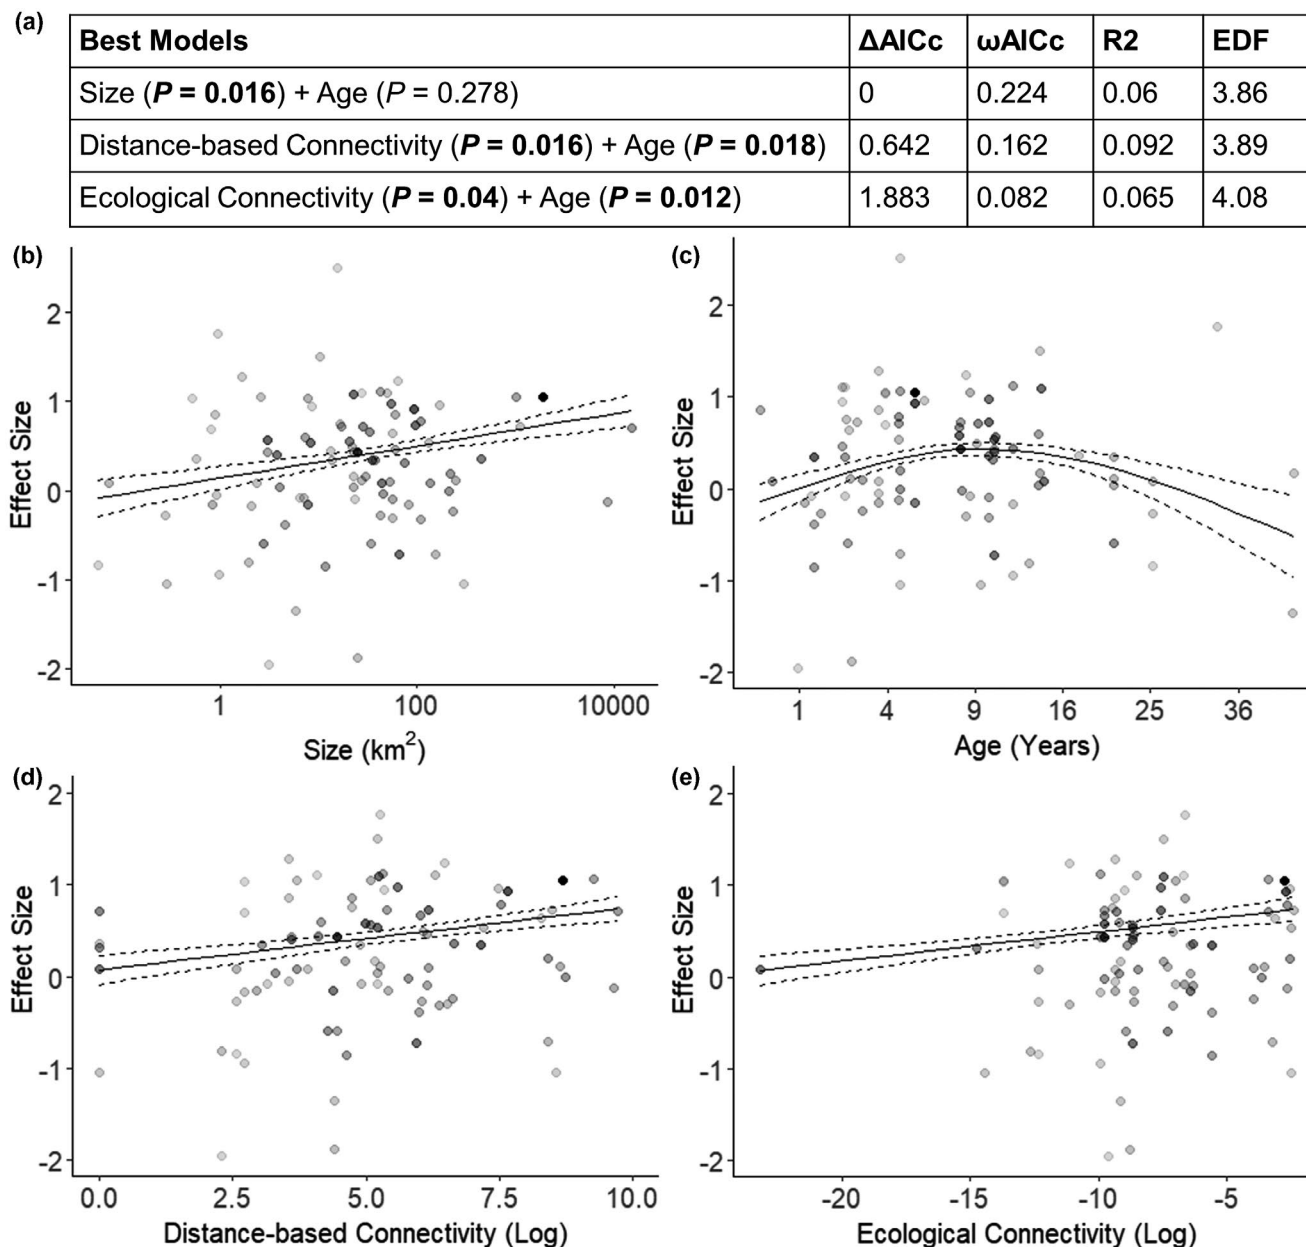 (a)
Best Models ΔAICc ωAICc R2 EDF
Size (P = 0.016) + Age (P = 0.278) 0 0.224 0.06 3.86
Distance-based Connectivity (P = 0.016) + Age (P = 0.018) 0.642 0.162 0.092 3.89
Ecological Connectivity (P = 0.04) + Age (P = 0.012) 1.883 0.082 0.065 4.08
(b)
Effect Size
2
1
0
-1
-2
1 100 10000
Size (km²)
(c)
Effect Size
2
1
0
-1
-2
1 4 9 16 25 36
Age (Years)
(d)
Effect Size
2
1
0
-1
-2
0.0 2.5 5.0 7.5 10.0
Distance-based Connectivity (Log)
(e)
Effect Size
2
1
0
-1
-2
-20 -15 -10 -5
Ecological Connectivity (Log)